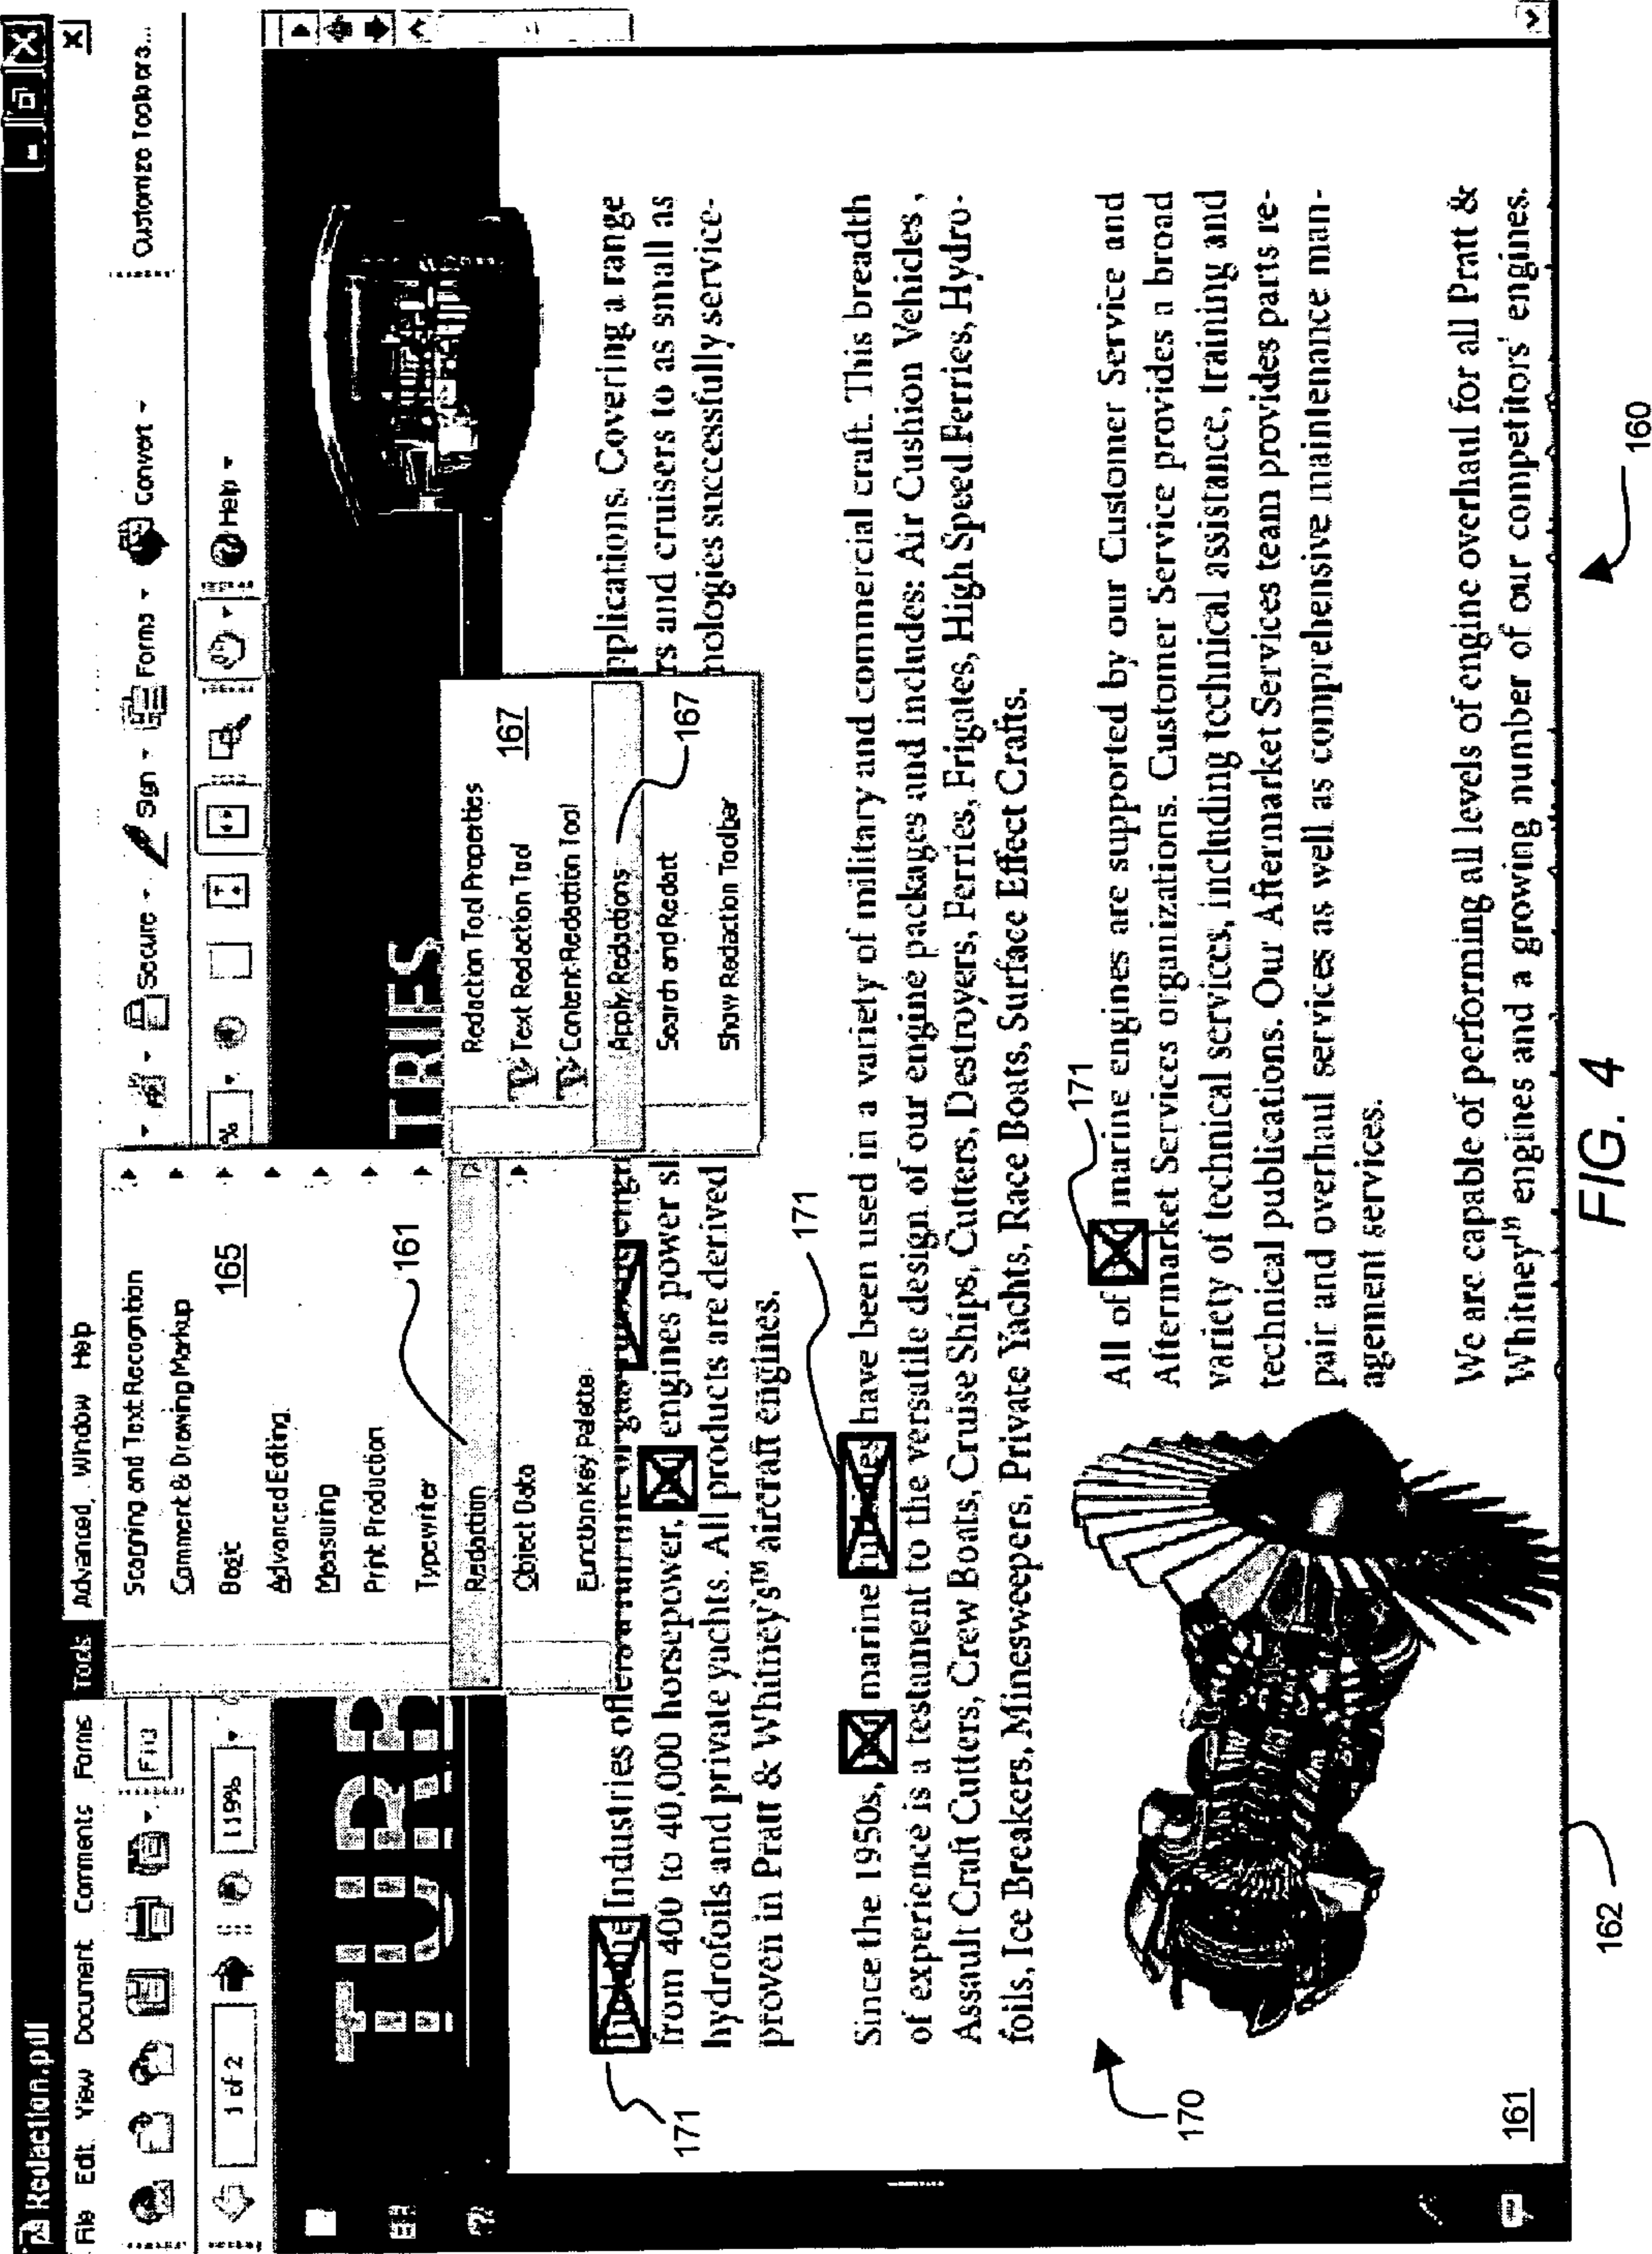 Redaction.pdf
File Edit View Document Comments Forms Tools Advanced Window Help
Secure Sign Forms Convert Customize Toolbars...
1 of 2 119% % Help
Scanning and Text Recognition
Comment & Drawing Markup
Basic 165
Advanced Editing
Measuring 161
Print Production
Typewriter
Redaction
Object Data
Function Key Palette
Redaction Tool Properties
Text Redaction Tool 167
Content Redaction Tool
Apply Redactions
Search and Redact 167
Show Redaction Toolbar
TURB
TRIES
171
Industries offers a marine pplications. Covering a range
from 400 to 40,000 horsepower, engines power sl rs and cruisers to as small as
hydrofoils and private yachts. All products are derived nologies successfully service-
proven in Pratt & Whitney's™ aircraft engines.
171
Since the 1950s, marine turbines have been used in a variety of military and commercial craft. This breadth
of experience is a testament to the versatile design of our engine packages and includes: Air Cushion Vehicles,
Assault Craft Cutters, Crew Boats, Cruise Ships, Cutters, Destroyers, Ferries, Frigates, High Speed Ferries, Hydro-
foils, Ice Breakers, Minesweepers, Private Yachts, Race Boats, Surface Effect Crafts.
171
All of marine engines are supported by our Customer Service and
Aftermarket Services organizations. Customer Service provides a broad
variety of technical services, including technical assistance, training and
technical publications. Our Aftermarket Services team provides parts re-
pair and overhaul services as well as comprehensive maintenance man-
agement services.
We are capable of performing all levels of engine overhaul for all Pratt &
Whitney engines and a growing number of our competitors' engines.
170
161
162
160
FIG. 4